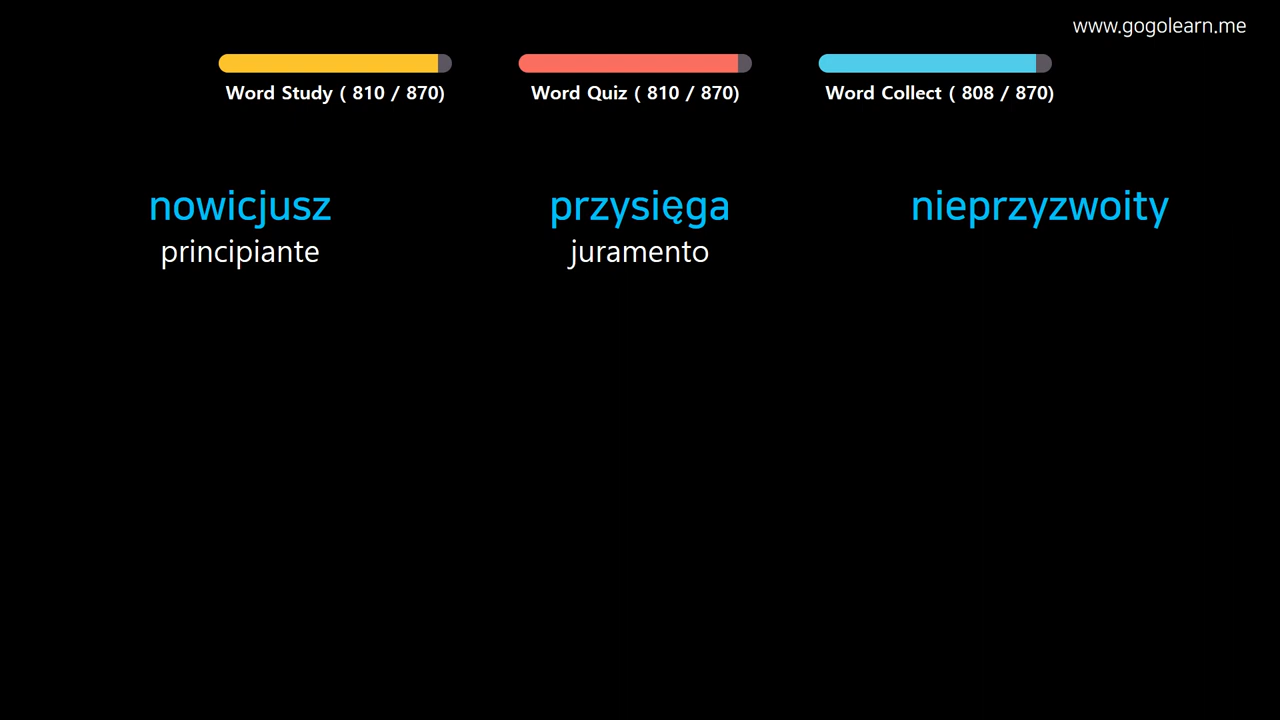 www.gogolearn.me
Word Study ( 810 / 870)
Word Quiz ( 810 / 870)
Word Collect ( 808 / 870)
nowicjusz
principiante
przysięga
juramento
nieprzyzwoity